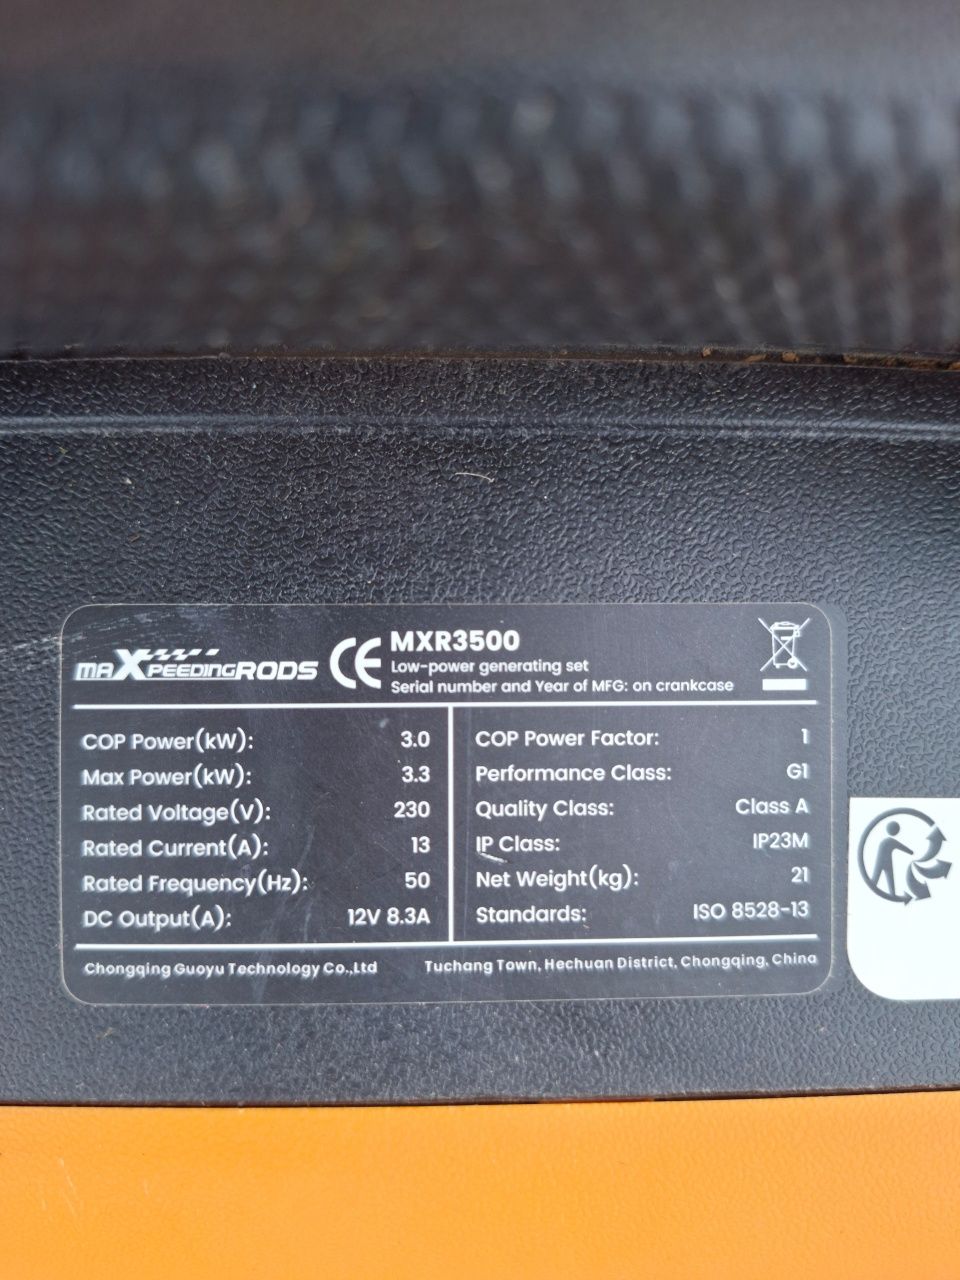 maXpeedingRODS
CE
MXR3500
Low-power generating set
Serial number and Year of MFG: on crankcase
COP Power(kW): 3.0
Max Power(kW): 3.3
Rated Voltage(V): 230
Rated Current(A): 13
Rated Frequency(Hz): 50
DC Output(A): 12V 8.3A
COP Power Factor: 1
Performance Class: G1
Quality Class: Class A
IP Class: IP23M
Net Weight(kg): 21
Standards: ISO 8528-13
Chongqing Guoyu Technology Co.,Ltd
Tuchang Town, Hechuan District, Chongqing, China